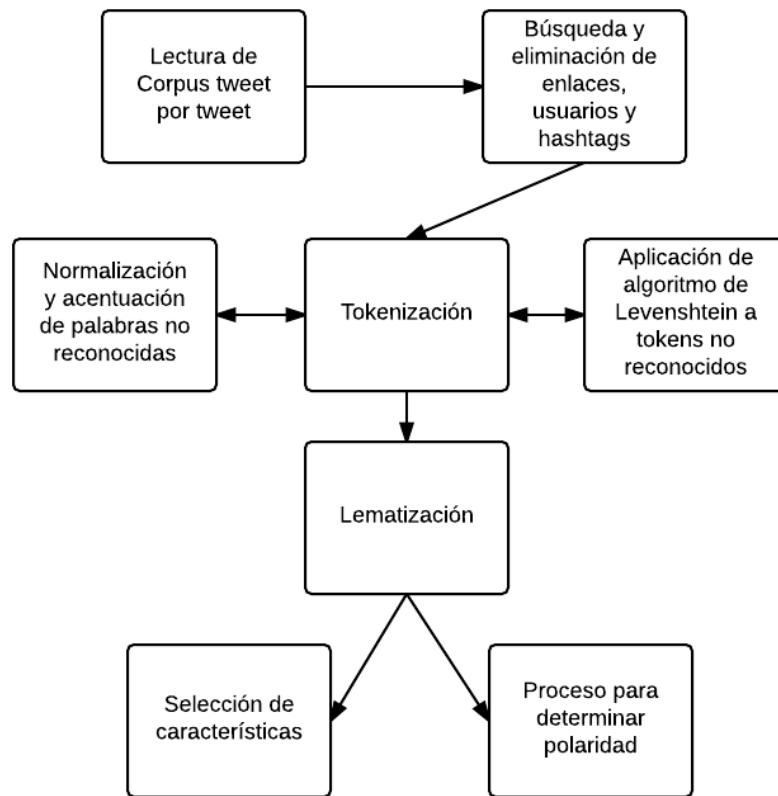 Lectura de
Corpus tweet
por tweet
Búsqueda y
eliminación de
enlaces,
usuarios y
hashtags
Normalización
y acentuación
de palabras no
reconocidas
Tokenización
Aplicación de
algoritmo de
Levenshtein a
tokens no
reconocidos
Lematización
Selección de
características
Proceso para
determinar
polaridad